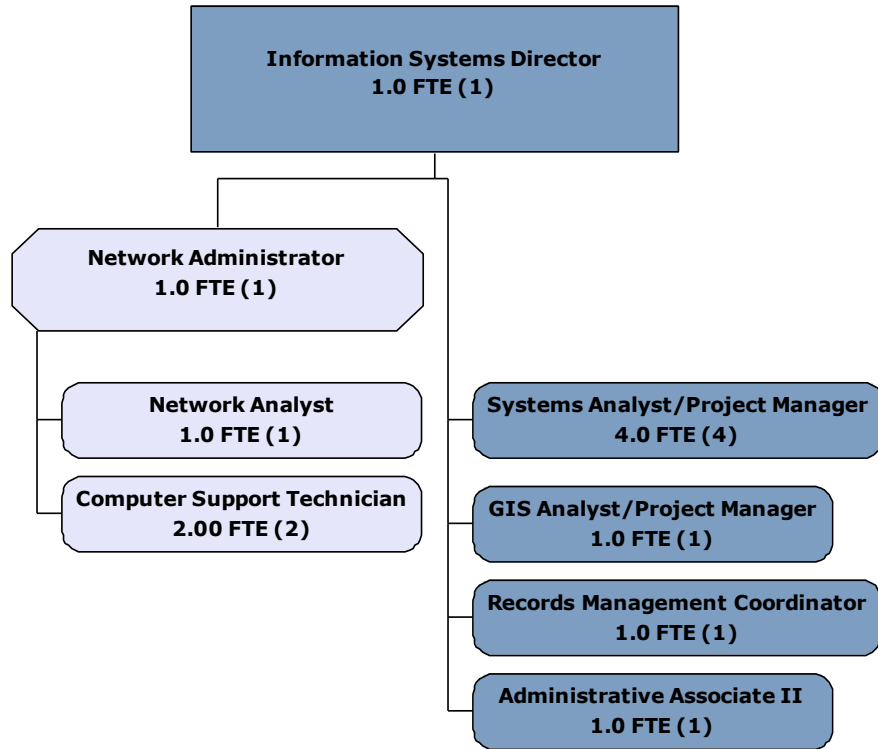 Information Systems Director
1.0 FTE (1)
Network Administrator
1.0 FTE (1)
Network Analyst
1.0 FTE (1)
Computer Support Technician
2.00 FTE (2)
Systems Analyst/Project Manager
4.0 FTE (4)
GIS Analyst/Project Manager
1.0 FTE (1)
Records Management Coordinator
1.0 FTE (1)
Administrative Associate II
1.0 FTE (1)